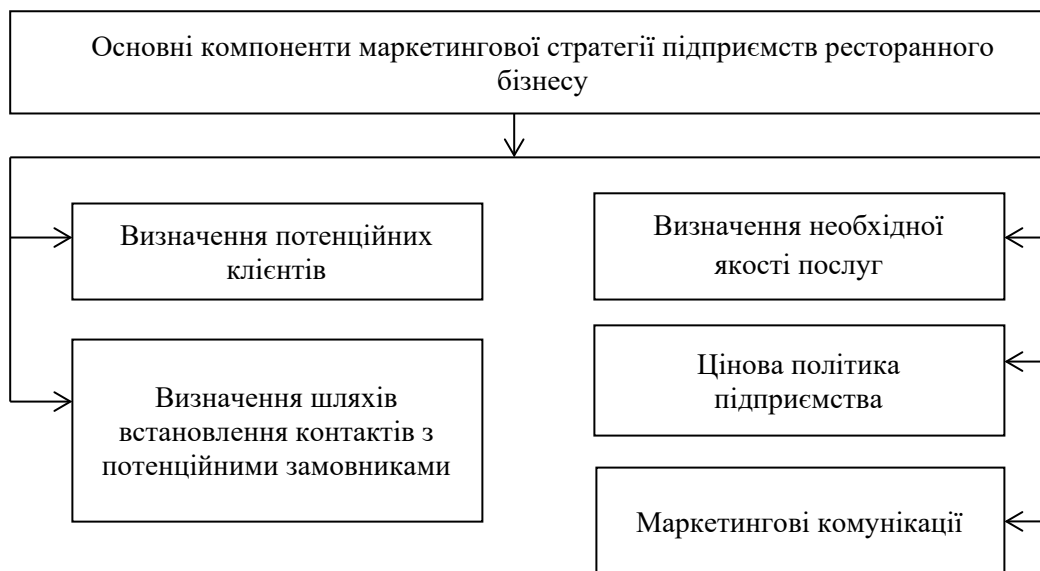 Основні компоненти маркетингової стратегії підприємств ресторанного
бізнесу
Визначення потенційних
клієнтів
Визначення шляхів
встановлення контактів з
потенційними замовниками
Визначення необхідної
якості послуг
Цінова політика
підприємства
Маркетингові комунікації